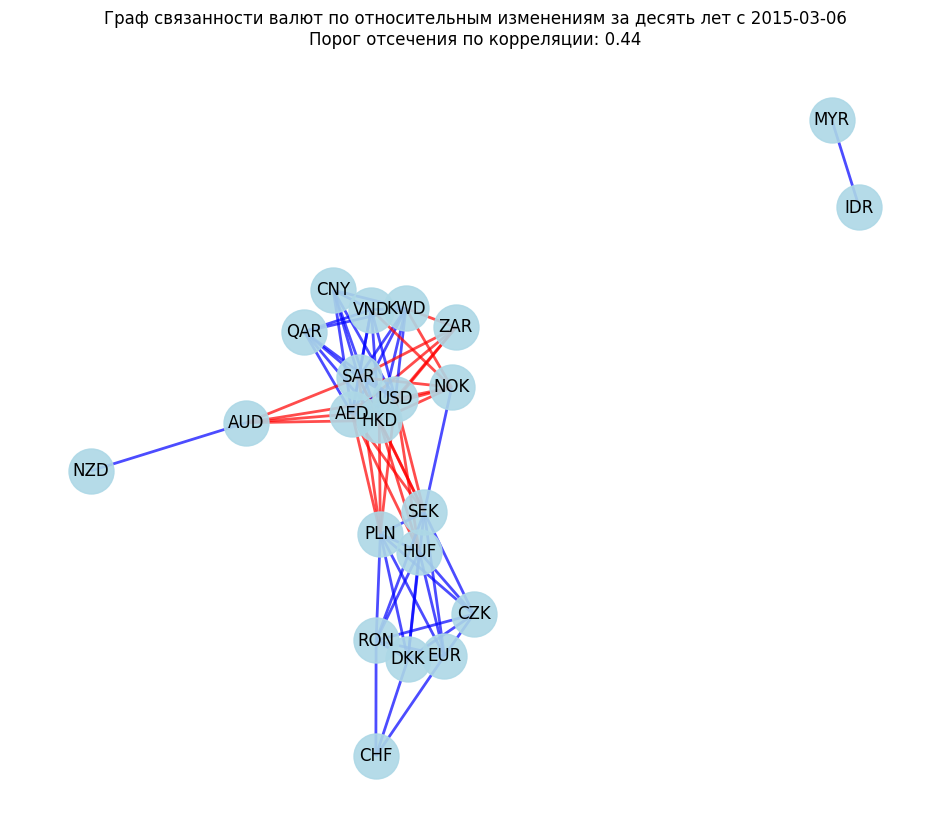 Граф связанности валют по относительным изменениям за десять лет с 2015-03-06
Порог отсечения по корреляции: 0.44
MYR
IDR
CNY
VND
KWD
QAR
ZAR
SAR
NOK
USD
AED
HKD
AUD
NZD
SEK
PLN
HUF
CZK
RON
DKK
EUR
CHF